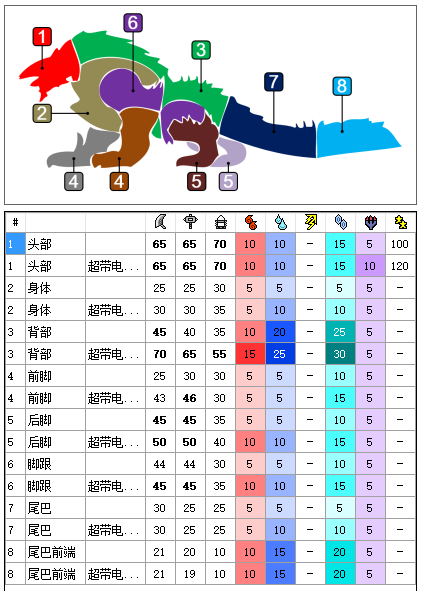 1
6
3
7
8
2
4
4
5
5
#
1 头部 65 65 70 10 10 – 15 5 100
1 头部 超带电... 65 65 70 10 10 – 15 10 120
2 身体 25 25 30 5 5 – 10 5 –
2 身体 超带电... 30 30 35 5 10 – 10 5 –
3 背部 45 40 35 10 20 – 25 5 –
3 背部 超带电... 70 65 55 15 25 – 30 5 –
4 前脚 25 30 30 5 5 – 10 5 –
4 前脚 超带电... 43 46 30 5 5 – 15 5 –
5 后脚 45 45 35 5 5 – 10 5 –
5 后脚 超带电... 50 50 40 10 10 – 15 5 –
6 脚跟 44 44 30 5 5 – 10 5 –
6 脚跟 超带电... 45 45 35 10 10 – 15 5 –
7 尾巴 30 25 25 5 5 – 10 5 –
7 尾巴 超带电... 30 25 25 5 10 – 10 5 –
8 尾巴前端 21 20 10 10 15 – 20 5 –
8 尾巴前端 超带电... 21 19 10 10 15 – 20 5 –